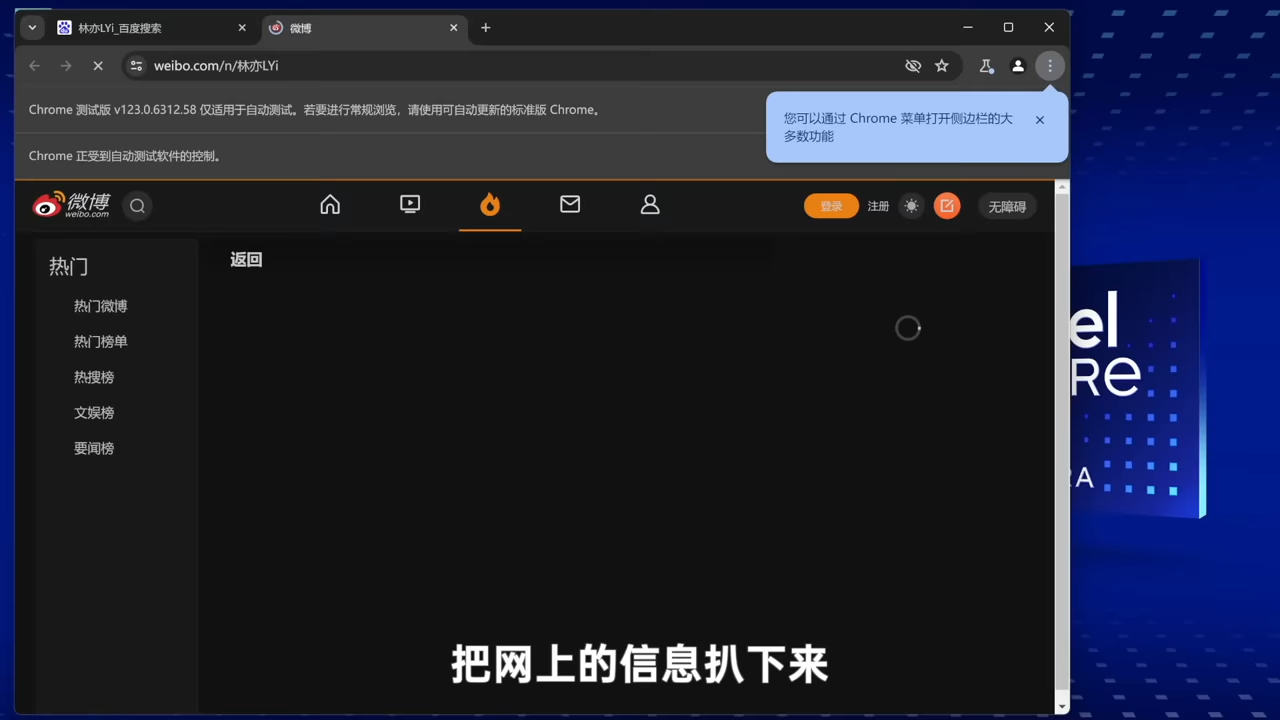 林亦LYi_百度搜索
微博
weibo.com/n/林亦LYi
Chrome 测试版 v123.0.6312.58 仅适用于自动测试。若要进行常规浏览，请使用可自动更新的标准版 Chrome。
您可以通过 Chrome 菜单打开侧边栏的大
多数功能
Chrome 正受到自动测试软件的控制。
微博
weibo.com
登录
注册
无障碍
热门
返回
热门微博
热门榜单
热搜榜
文娱榜
要闻榜
el
RE
RA
把网上的信息扒下来